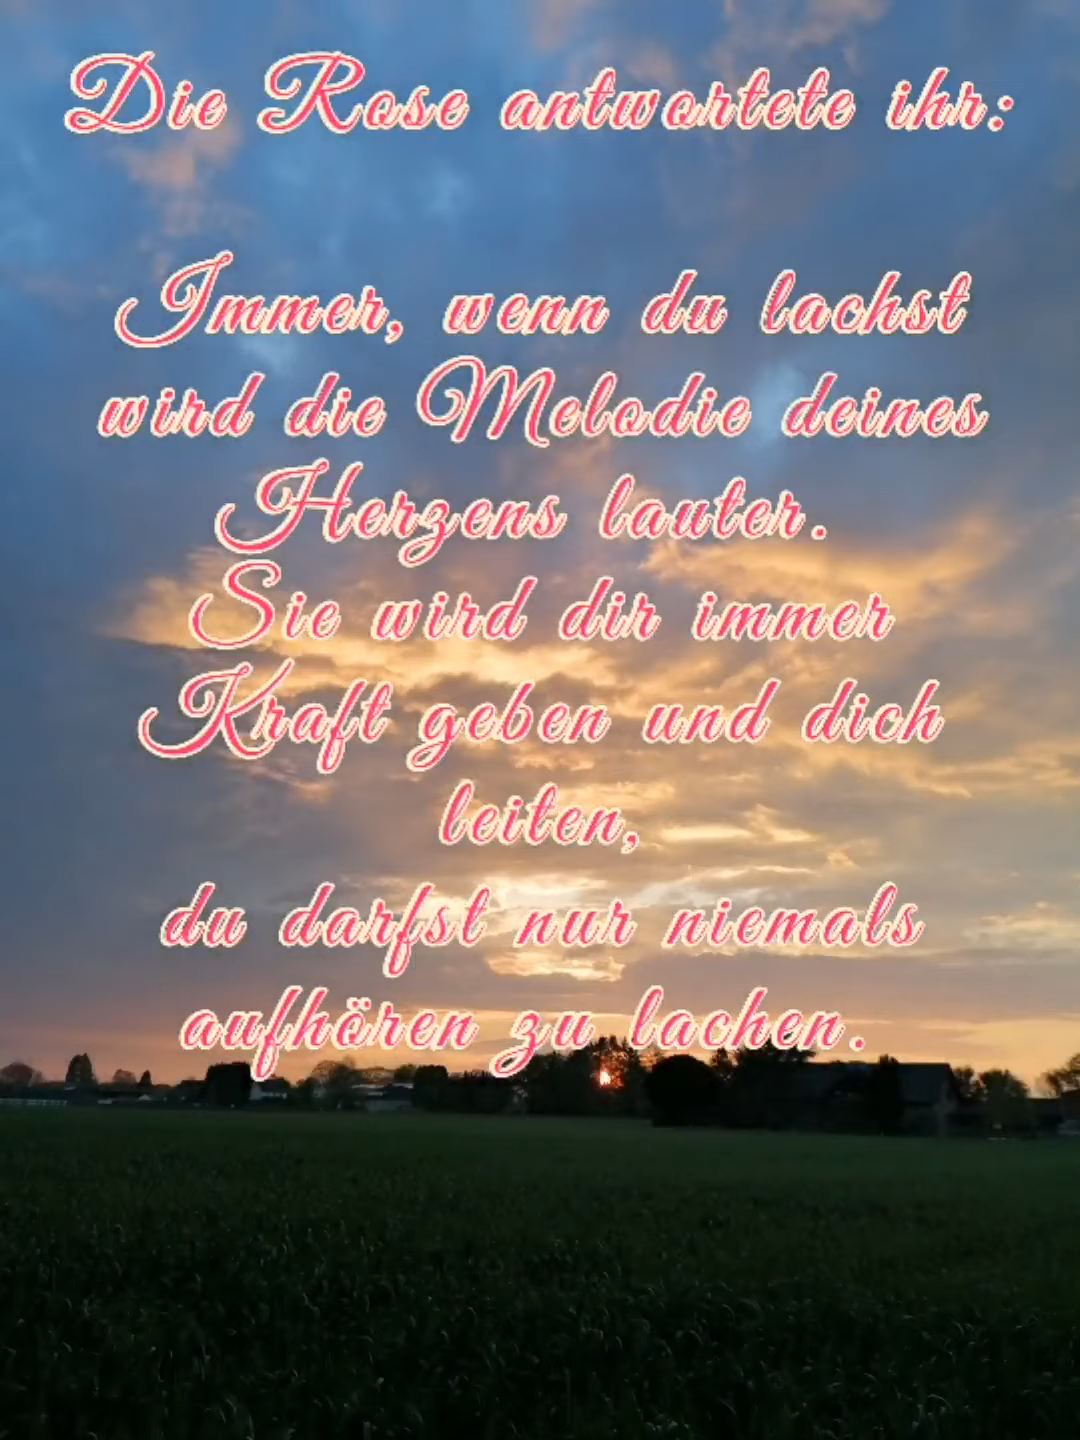 Die Rose antwortete ihr:
Immer, wenn du lachst
wird die Melodie deines
Herzens lauter.
Sie wird dir immer
Kraft geben und dich
leiten,
du darfst nur niemals
aufhören zu lachen.